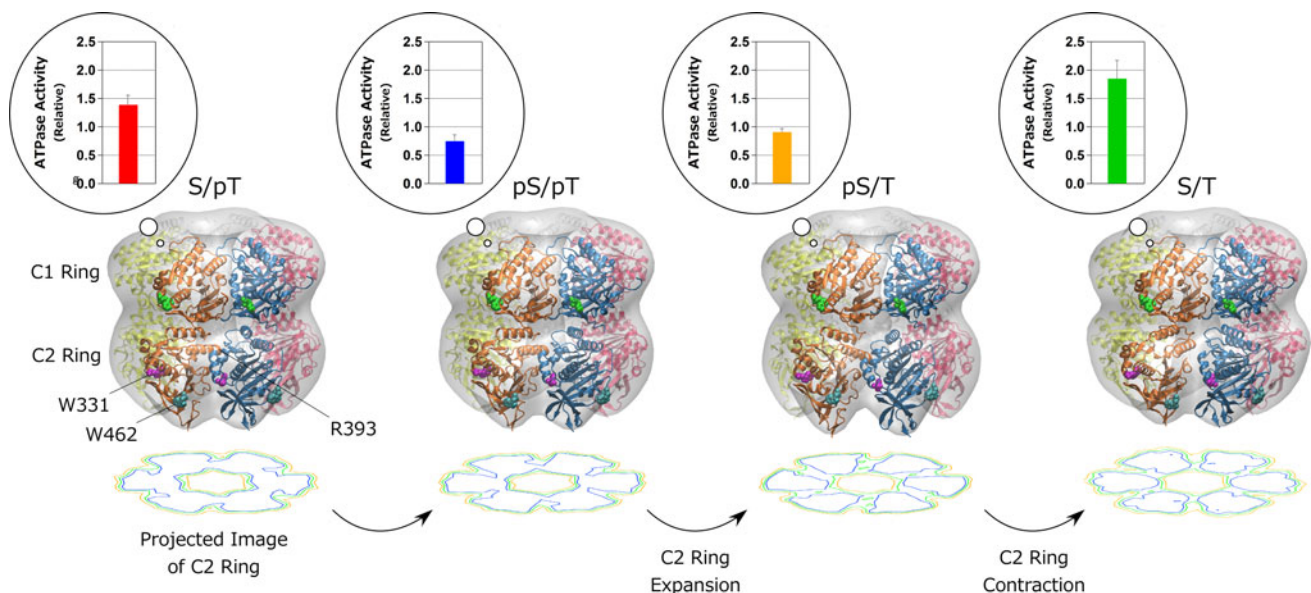 2.5
2.0
1.5
1.0
0.5
0.0
ATPase Activity
(Relative)
S/pT
2.5
2.0
1.5
1.0
0.5
0.0
ATPase Activity
(Relative)
pS/pT
2.5
2.0
1.5
1.0
0.5
0.0
ATPase Activity
(Relative)
pS/T
2.5
2.0
1.5
1.0
0.5
0.0
ATPase Activity
(Relative)
S/T
C1 Ring
C2 Ring
W331
W462
R393
Projected Image
of C2 Ring
C2 Ring
Expansion
C2 Ring
Contraction